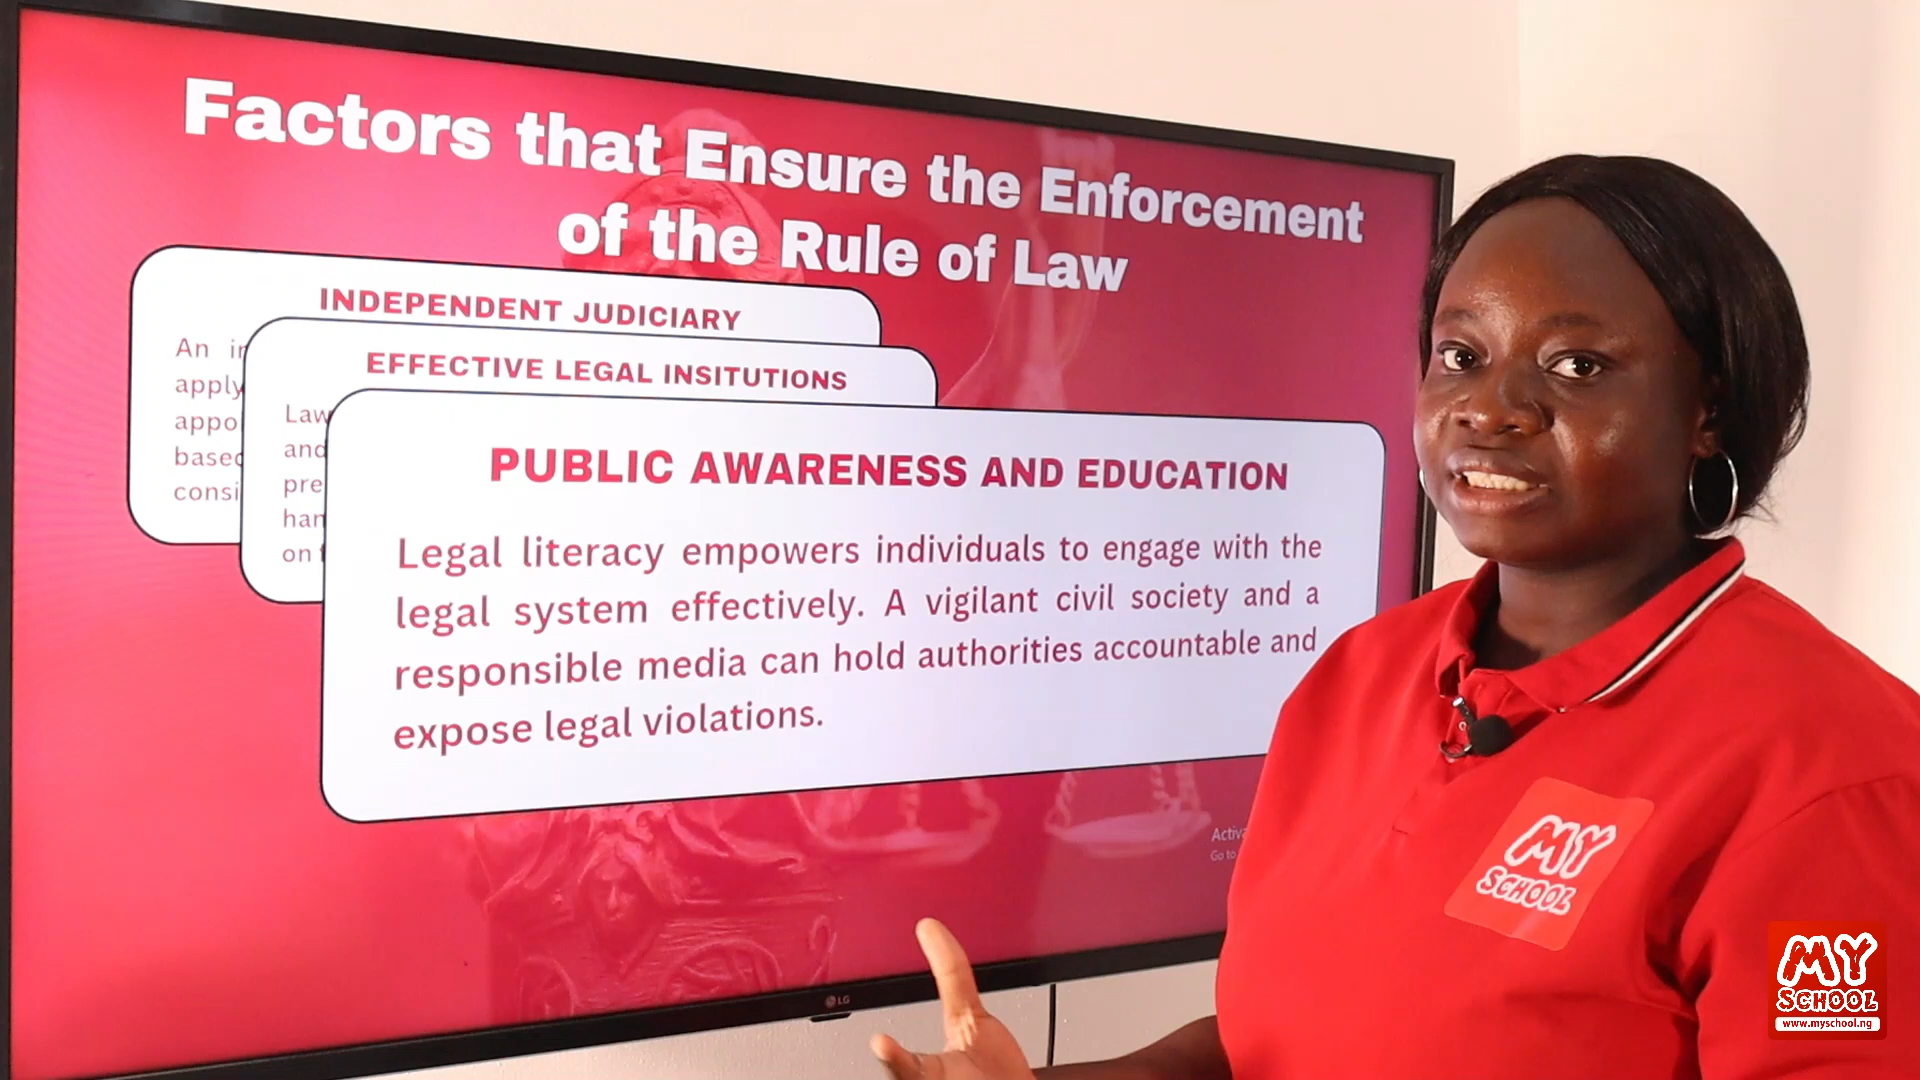 Factors that Ensure the Enforcement
of the Rule of Law
INDEPENDENT JUDICIARY
An
apply
EFFECTIVE LEGAL INSITUTIONS
Law
and
on
PUBLIC AWARENESS AND EDUCATION
Legal literacy empowers individuals to engage with the
legal system effectively. A vigilant civil society and a
responsible media can hold authorities accountable and
expose legal violations.
Go to
LG
MY
SCHOOL
MY
SCHOOL
www.myschool.ng